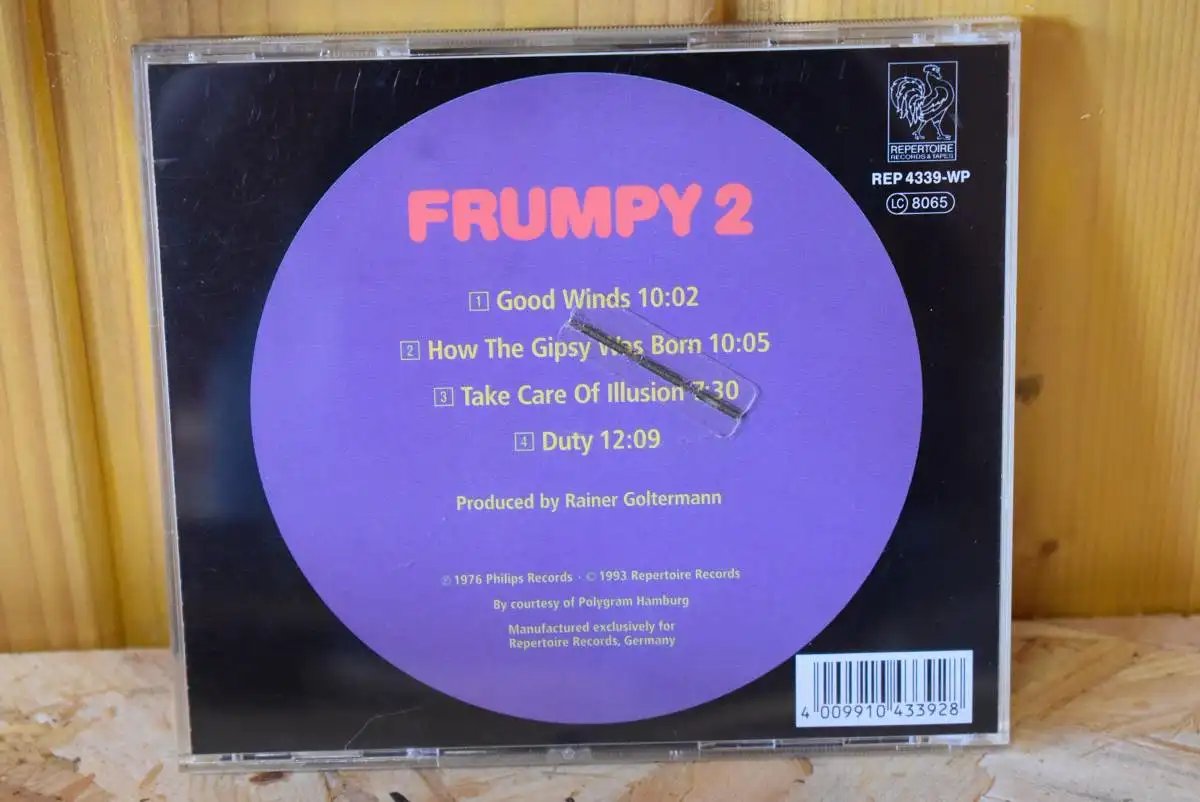 REPERTOIRE
RECORDS & TAPES
REP 4339-WP
LC 8065
FRUMPY 2
1 Good Winds 10:02
2 How The Gipsy Was Born 10:05
3 Take Care Of Illusion 7:30
4 Duty 12:09
Produced by Rainer Goltermann
℗ 1976 Philips Records · © 1993 Repertoire Records
By courtesy of Polygram Hamburg
Manufactured exclusively for
Repertoire Records, Germany
4 009910 433928